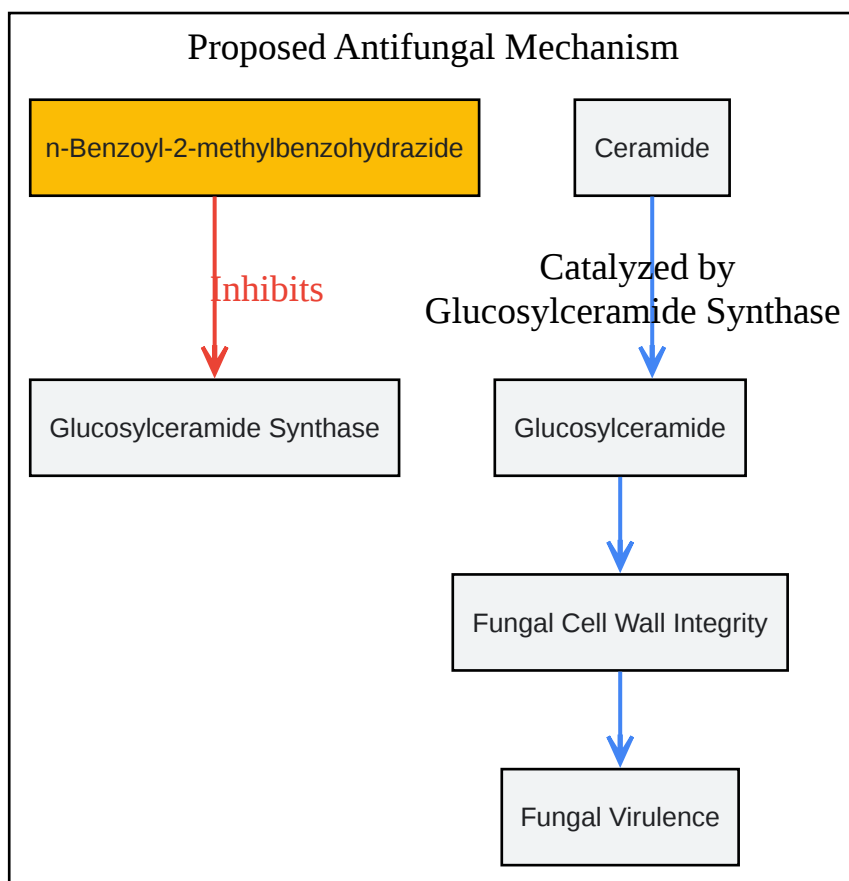 Proposed Antifungal Mechanism
n-Benzoyl-2-methylbenzohydrazide
Ceramide
Inhibits
Catalyzed by
Glucosylceramide Synthase
Glucosylceramide Synthase
Glucosylceramide
Fungal Cell Wall Integrity
Fungal Virulence